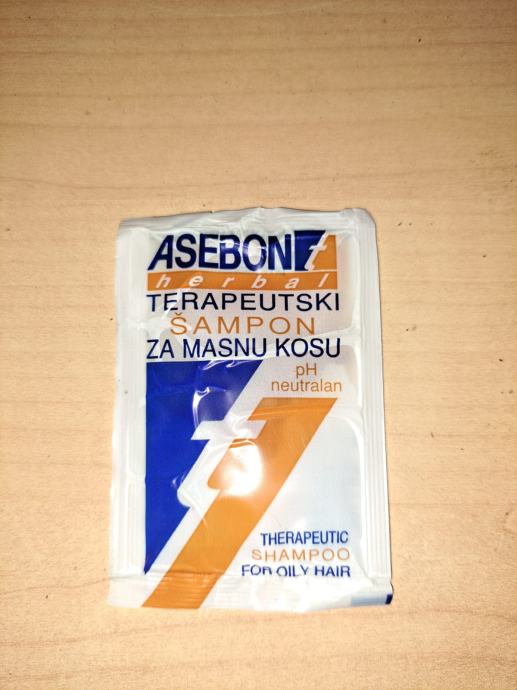 ASEBON t
herbal
TERAPEUTSKI
ŠAMPON
ZA MASNU KOSU
pH
neutralan
THERAPEUTIC
SHAMPOO
FOR OILY HAIR